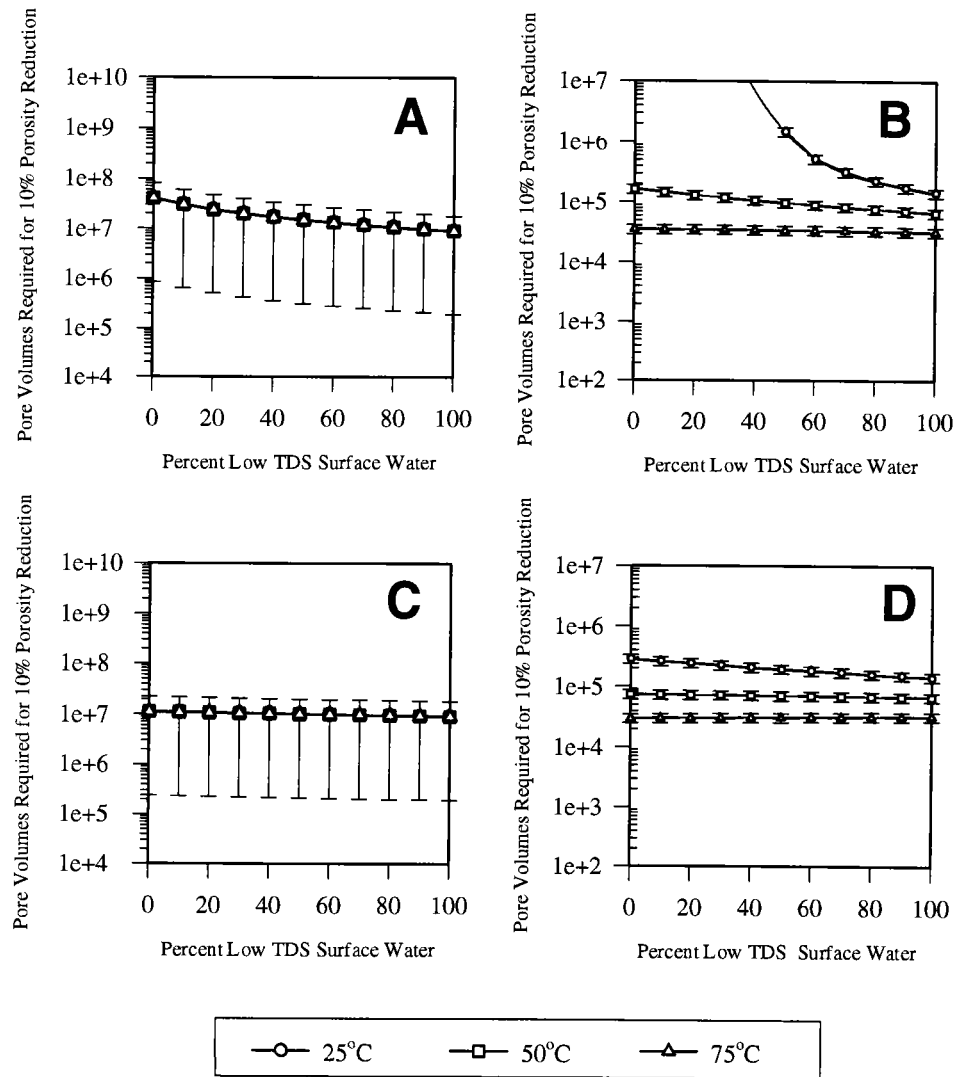 Pore Volumes Required for 10% Porosity Reduction
1e+10
1e+9
1e+8
1e+7
1e+6
1e+5
1e+4
A
0 20 40 60 80 100
Percent Low TDS Surface Water
Pore Volumes Required for 10% Porosity Reduction
1e+7
1e+6
1e+5
1e+4
1e+3
1e+2
B
0 20 40 60 80 100
Percent Low TDS Surface Water
Pore Volumes Required for 10% Porosity Reduction
1e+10
1e+9
1e+8
1e+7
1e+6
1e+5
1e+4
C
0 20 40 60 80 100
Percent Low TDS Surface Water
Pore Volumes Required for 10% Porosity Reduction
1e+7
1e+6
1e+5
1e+4
1e+3
1e+2
D
0 20 40 60 80 100
Percent Low TDS Surface Water
25°C 50°C 75°C